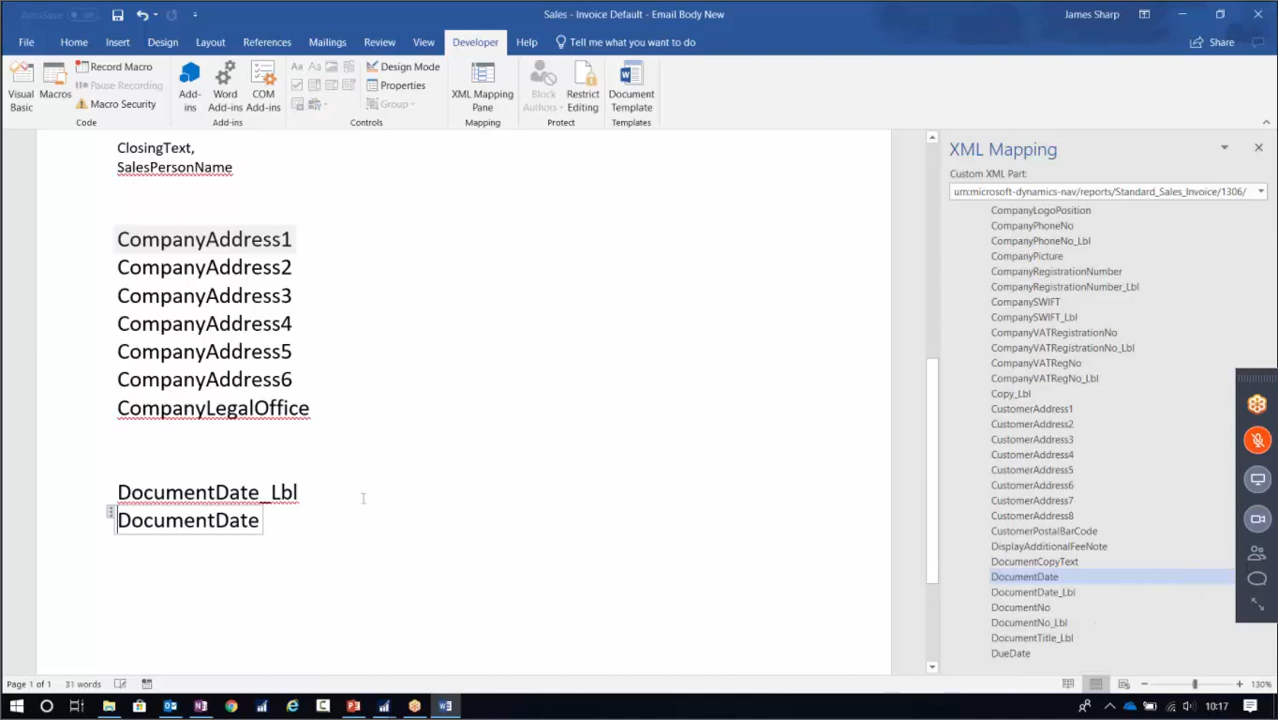 AutoSave Off
Sales - Invoice Default - Email Body New
James Sharp
File Home Insert Design Layout References Mailings Review View Developer Help Tell me what you want to do Share
Visual Basic
Macros
Record Macro
Pause Recording
Macro Security
Code
Add-ins
Word Add-ins
COM Add-ins
Add-ins
Aa Aa
Design Mode
Properties
Group
Controls
XML Mapping Pane
Mapping
Block Authors
Restrict Editing
Protect
Document Template
Templates
ClosingText,
SalesPersonName
CompanyAddress1
CompanyAddress2
CompanyAddress3
CompanyAddress4
CompanyAddress5
CompanyAddress6
CompanyLegalOffice
DocumentDate_Lbl
DocumentDate
XML Mapping
Custom XML Part:
urn:microsoft-dynamics-nav/reports/Standard_Sales_Invoice/1306/
CompanyLogoPosition
CompanyPhoneNo
CompanyPhoneNo_Lbl
CompanyPicture
CompanyRegistrationNumber
CompanyRegistrationNumber_Lbl
CompanySWIFT
CompanySWIFT_Lbl
CompanyVATRegistrationNo
CompanyVATRegistrationNo_Lbl
CompanyVATRegNo
CompanyVATRegNo_Lbl
Copy_Lbl
CustomerAddress1
CustomerAddress2
CustomerAddress3
CustomerAddress4
CustomerAddress5
CustomerAddress6
CustomerAddress7
CustomerAddress8
CustomerPostalBarCode
DisplayAdditionalFeeNote
DocumentCopyText
DocumentDate
DocumentDate_Lbl
DocumentNo
DocumentNo_Lbl
DocumentTitle_Lbl
DueDate
Page 1 of 1 31 words
130%
10:17